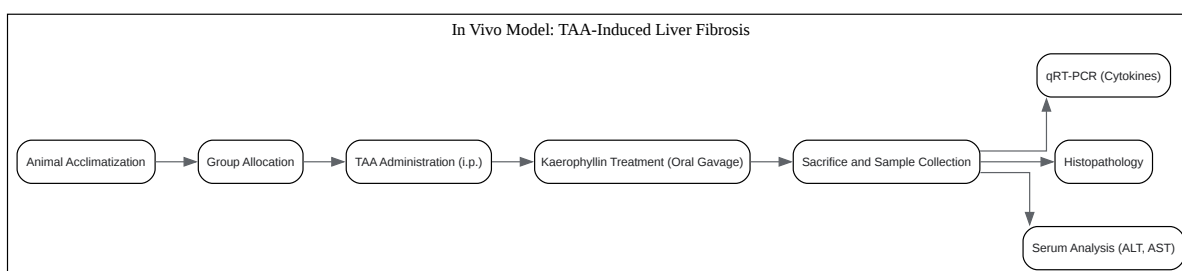 In Vivo Model: TAA-Induced Liver Fibrosis
Animal Acclimatization
Group Allocation
TAA Administration (i.p.)
Kaerophyllin Treatment (Oral Gavage)
Sacrifice and Sample Collection
qRT-PCR (Cytokines)
Histopathology
Serum Analysis (ALT, AST)